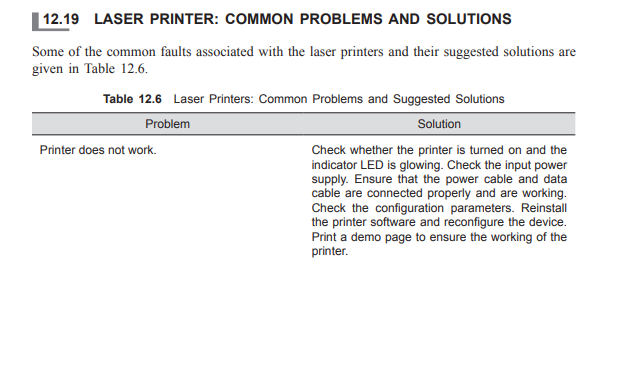 12.19 LASER PRINTER: COMMON PROBLEMS AND SOLUTIONS
Some of the common faults associated with the laser printers and their suggested solutions are
given in Table 12.6.
Table 12.6 Laser Printers: Common Problems and Suggested Solutions
Problem Solution
Printer does not work. Check whether the printer is turned on and the
indicator LED is glowing. Check the input power
supply. Ensure that the power cable and data
cable are connected properly and are working.
Check the configuration parameters. Reinstall
the printer software and reconfigure the device.
Print a demo page to ensure the working of the
printer.